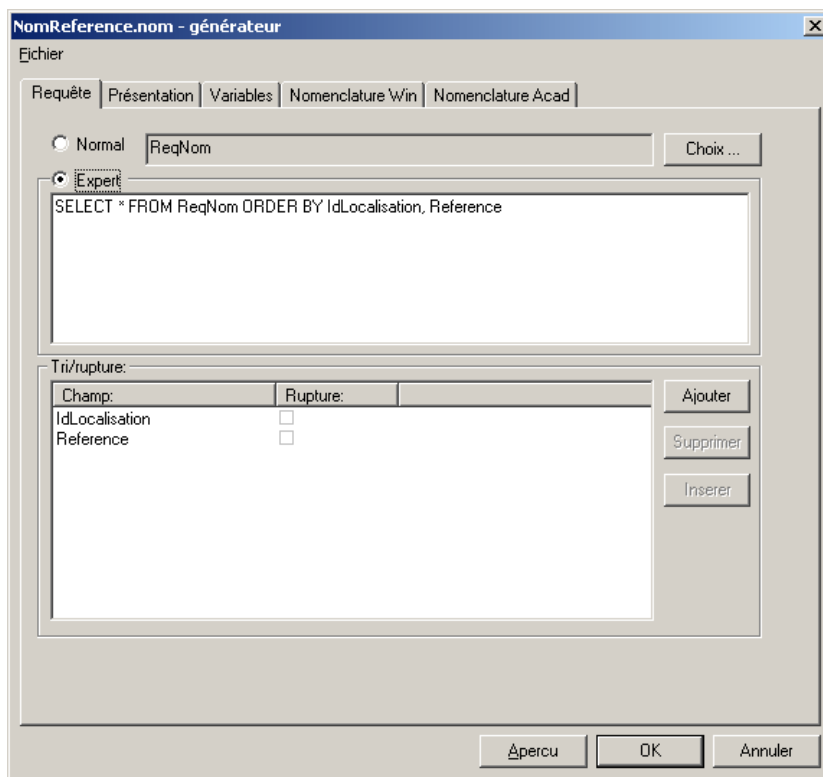 NomReference.nom - générateur
Fichier
Requête Présentation Variables Nomenclature Win Nomenclature Acad
Normal ReqNom Choix ...
Expert
SELECT * FROM ReqNom ORDER BY IdLocalisation, Reference
Tri/rupture:
Champ: Rupture: Ajouter
IdLocalisation
Reference Supprimer
Inserer
Apercu OK Annuler